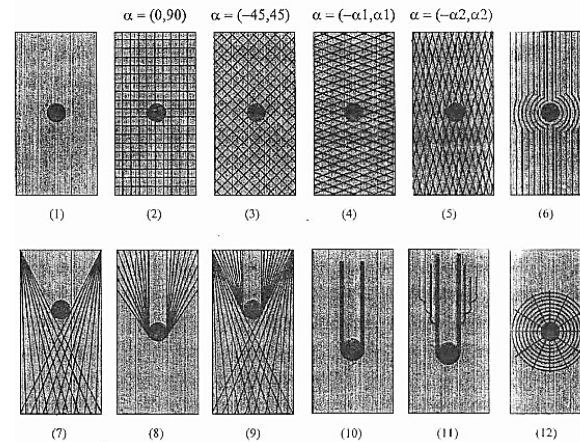 α = (0,90) α = (−45,45) α = (-α1,α1) α = (-α2,α2)
(1) (2) (3) (4) (5) (6)
(7) (8) (9) (10) (11) (12)